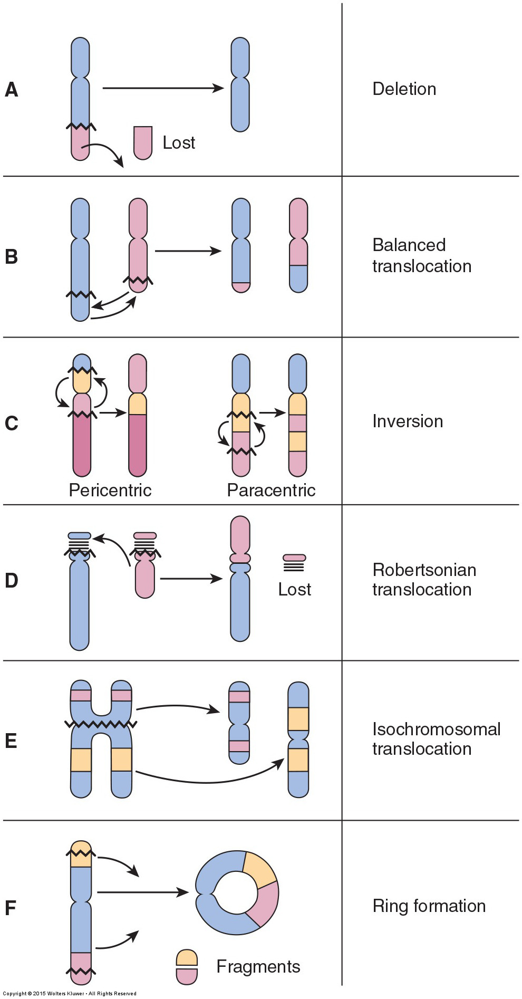 A
Deletion
Lost
B
Balanced
translocation
C
Inversion
Pericentric
Paracentric
D
Robertsonian
translocation
Lost
E
Isochromosomal
translocation
F
Ring formation
Fragments
Copyright © 2015 Wolters Kluwer • All Rights Reserved